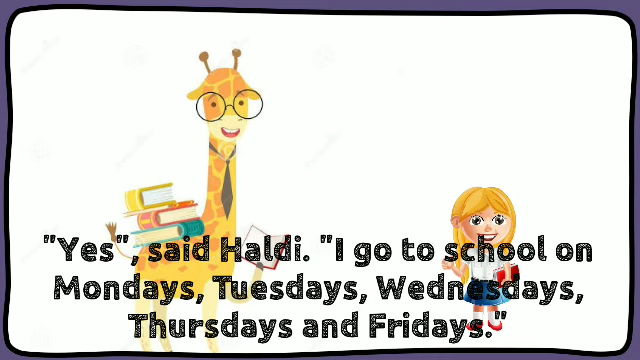 "Yes", said Haldi. "I go to school on
Mondays, Tuesdays, Wednesdays,
Thursdays and Fridays."